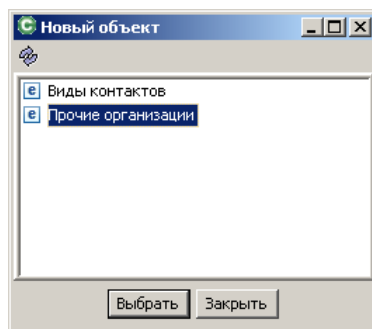 Новый объект
Виды контактов
Прочие организации
Выбрать Закрыть